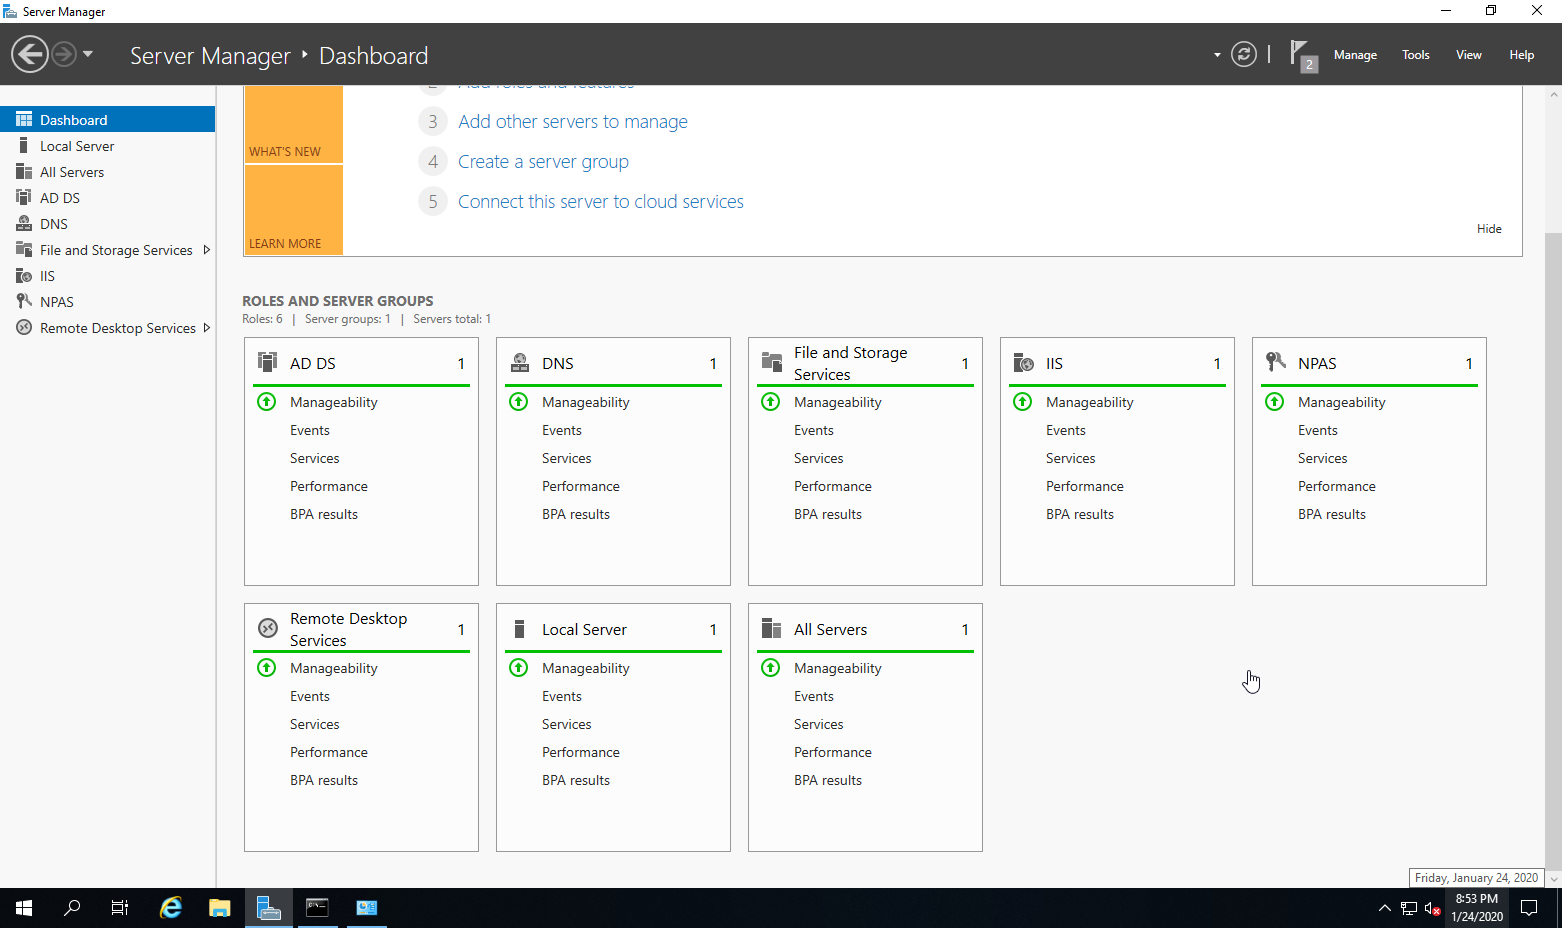 Server Manager
Server Manager Dashboard
2
Manage
Tools
View
Help
Dashboard
Local Server
All Servers
AD DS
DNS
File and Storage Services
IIS
NPAS
Remote Desktop Services
WHAT'S NEW
LEARN MORE
2 Add roles and features
3 Add other servers to manage
4 Create a server group
5 Connect this server to cloud services
Hide
ROLES AND SERVER GROUPS
Roles: 6 | Server groups: 1 | Servers total: 1
AD DS 1
Manageability
Events
Services
Performance
BPA results
DNS 1
Manageability
Events
Services
Performance
BPA results
File and Storage
Services 1
Manageability
Events
Services
Performance
BPA results
IIS 1
Manageability
Events
Services
Performance
BPA results
NPAS 1
Manageability
Events
Services
Performance
BPA results
Remote Desktop
Services 1
Manageability
Events
Services
Performance
BPA results
Local Server 1
Manageability
Events
Services
Performance
BPA results
All Servers 1
Manageability
Events
Services
Performance
BPA results
Friday, January 24, 2020
8:53 PM
1/24/2020